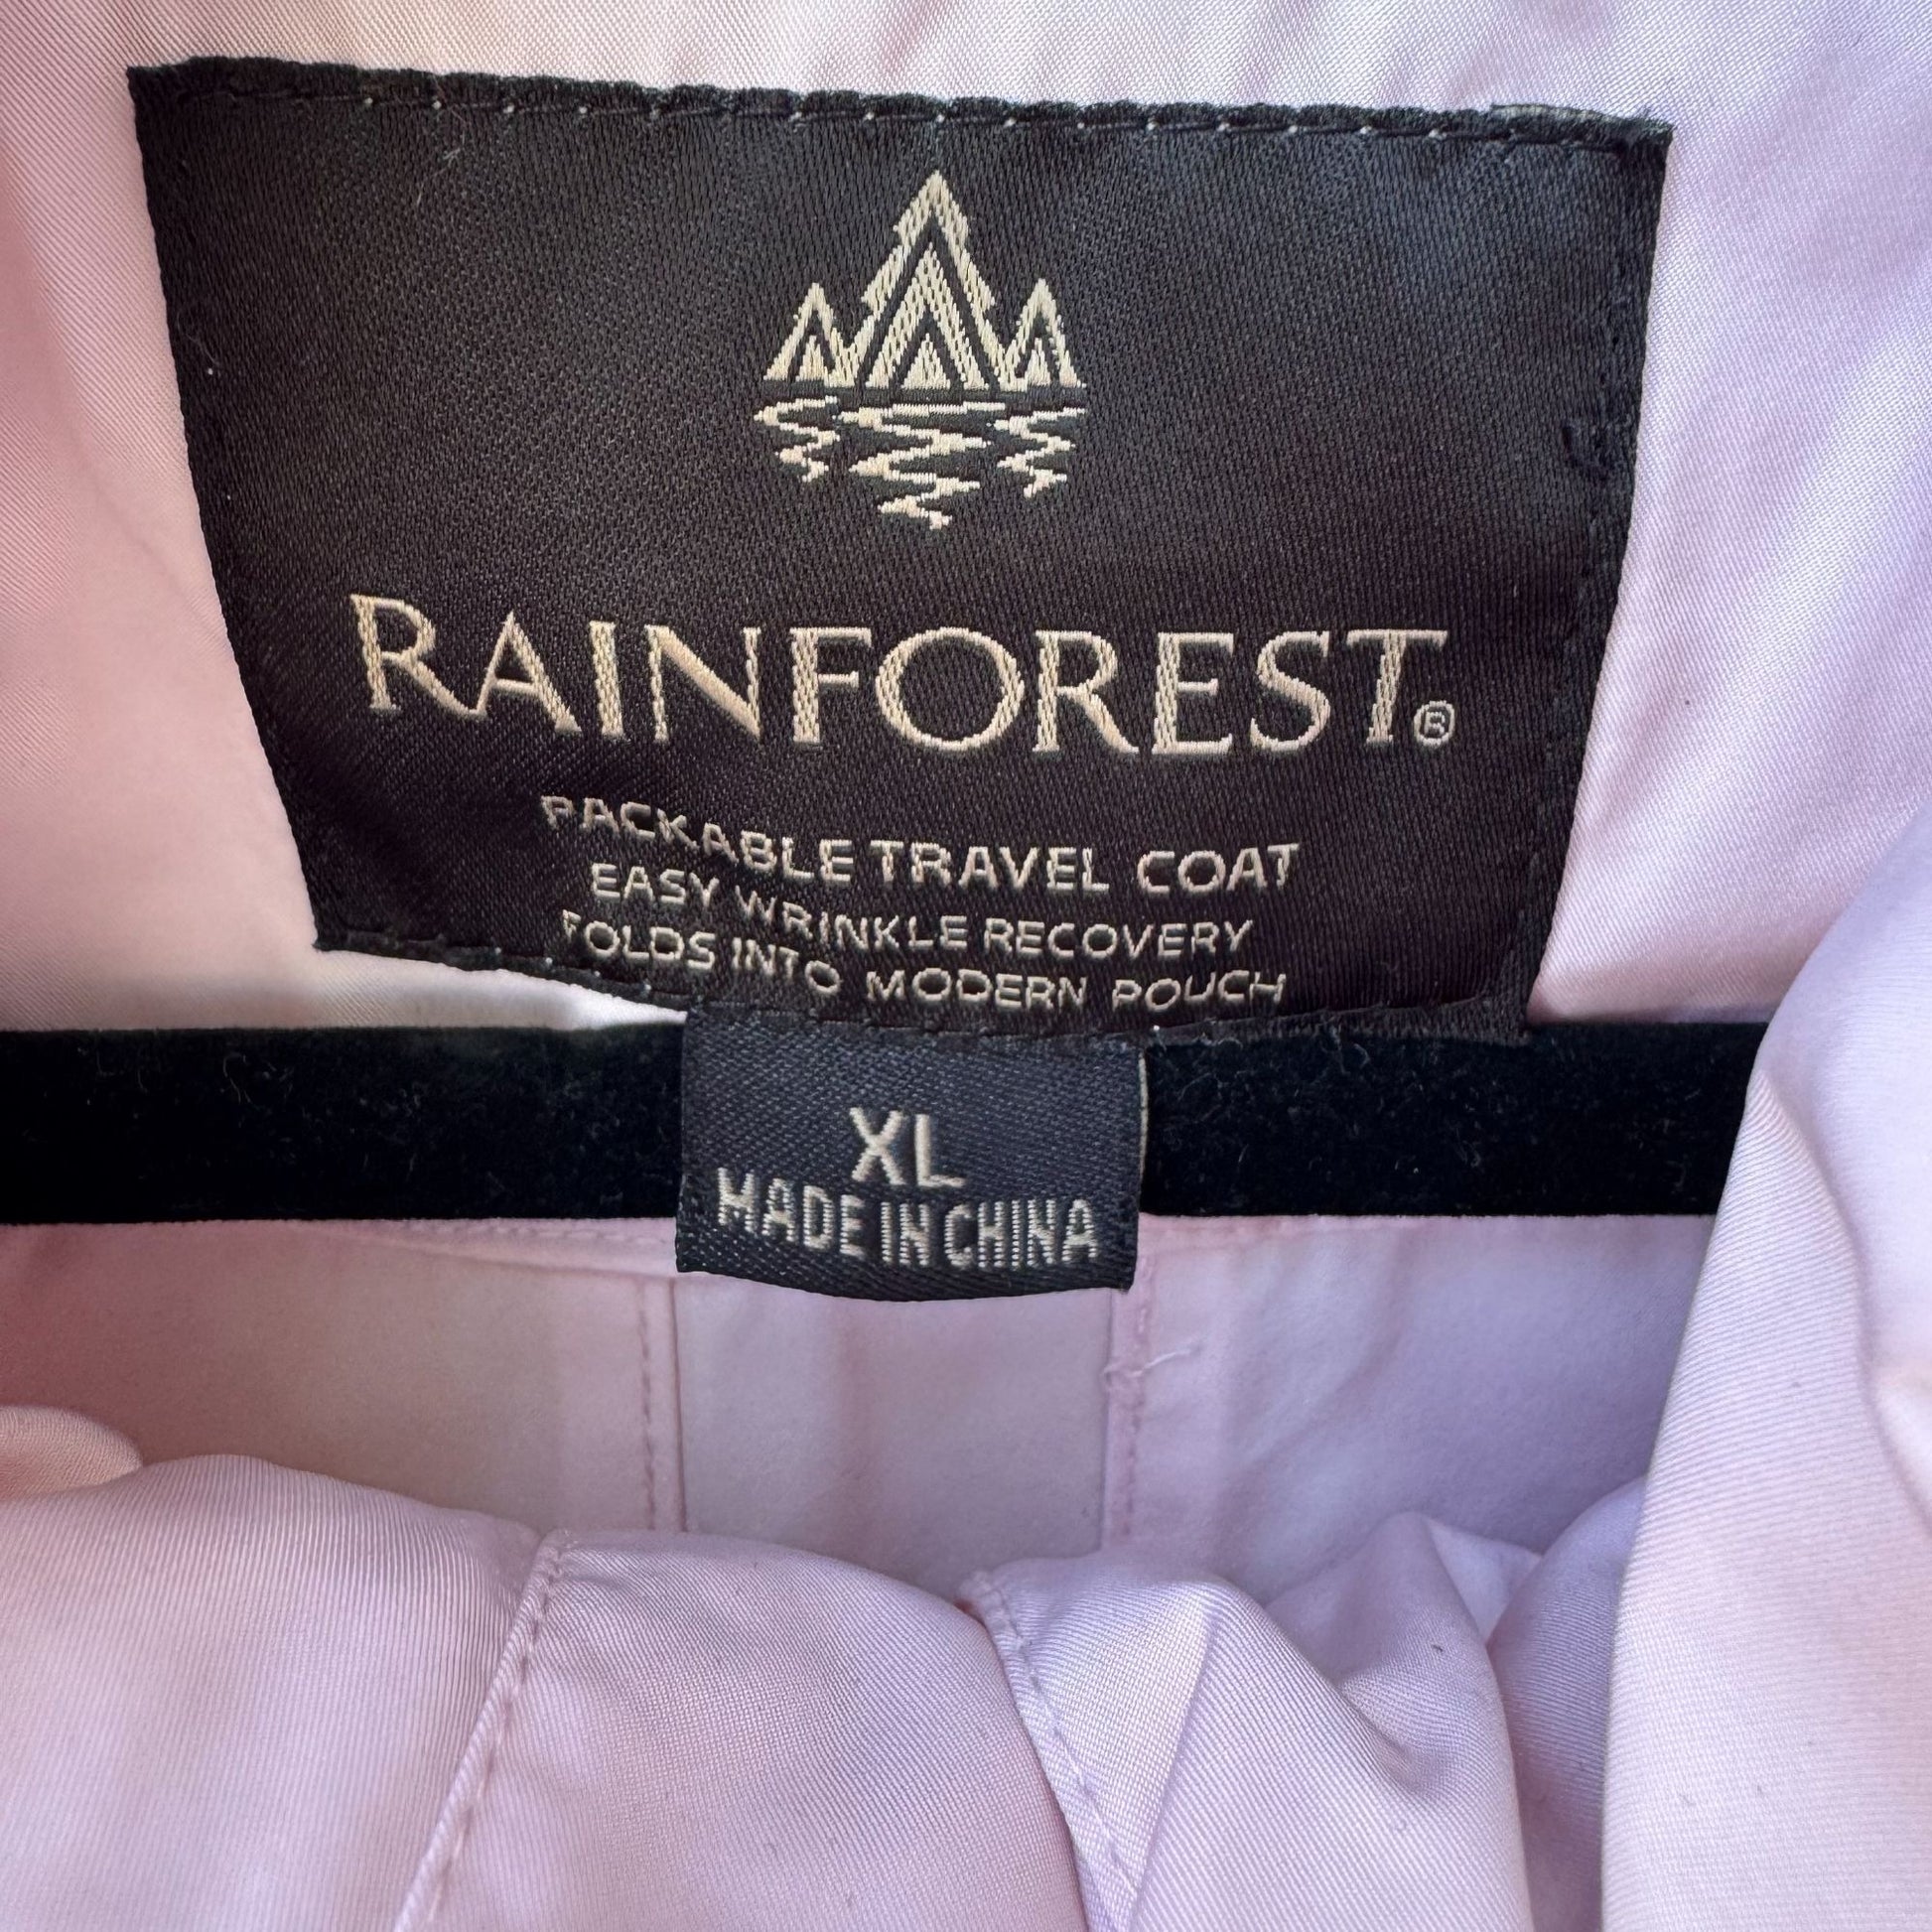 RAINFOREST®
PACKABLE TRAVEL COAT
EASY WRINKLE RECOVERY
FOLDS INTO MODERN POUCH
XL
MADE IN CHINA